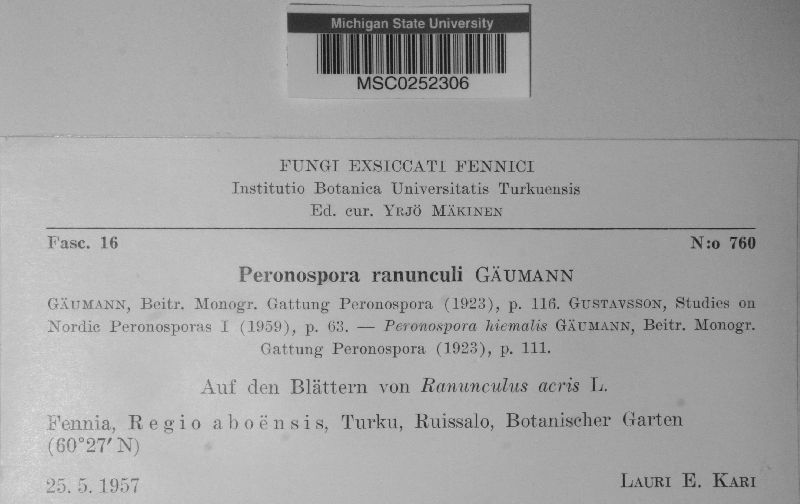 Michigan State University
MSC0252306
FUNGI EXSICCATI FENNICI
Institutio Botanica Universitatis Turkuensis
Ed. cur. YRJÖ MÄKINEN
Fasc. 16 N:o 760
Peronospora ranunculi GÄUMANN
GÄUMANN, Beitr. Monogr. Gattung Peronospora (1923), p. 116. GUSTAVSSON, Studies on
Nordic Peronosporas I (1959), p. 63. — Peronospora hiemalis GÄUMANN, Beitr. Monogr.
Gattung Peronospora (1923), p. 111.
Auf den Blättern von Ranunculus acris L.
Fennia, Regio aboënsis, Turku, Ruissalo, Botanischer Garten
(60°27′ N)
25. 5. 1957 LAURI E. KARI